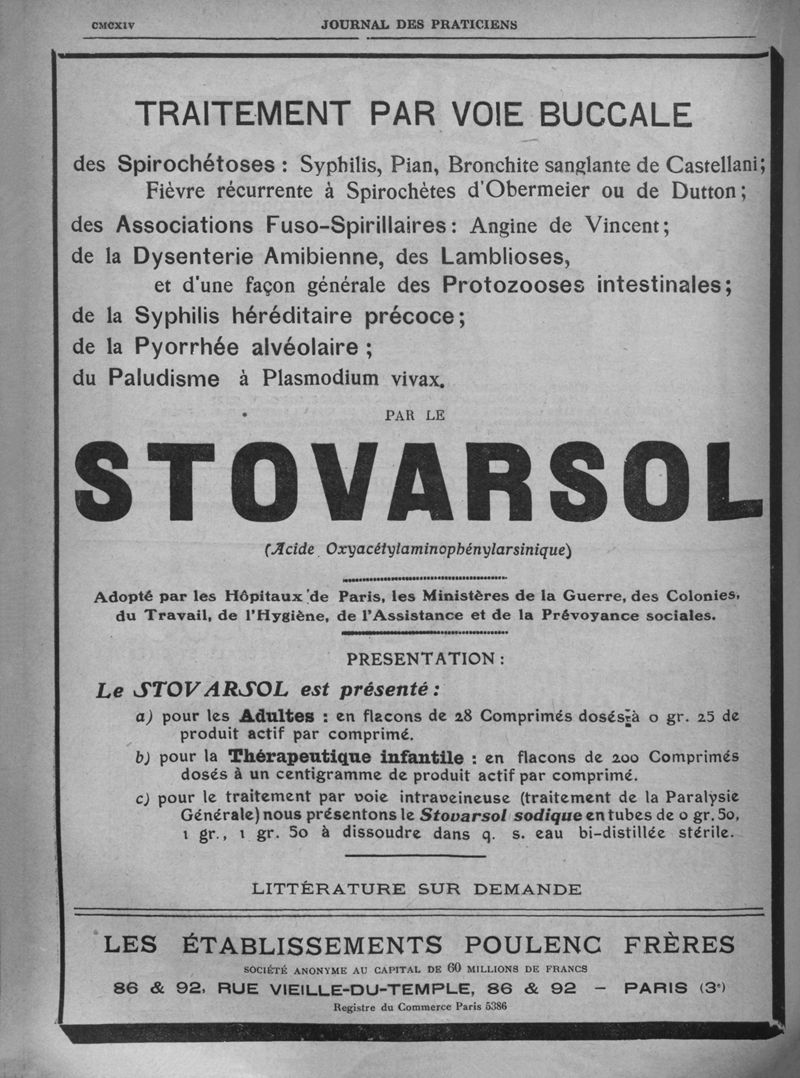 CMCXIV
JOURNAL DES PRATICIENS
TRAITEMENT PAR VOIE BUCCALE
des Spirochétoses : Syphilis, Pian, Bronchite sanglante de Castellani;
Fièvre récurrente à Spirochètes d'Obermeier ou de Dutton;
des Associations Fuso-Spirillaires: Angine de Vincent;
de la Dysenterie Amibienne, des Lamblioses,
et d'une façon générale des Protozooses intestinales;
de la Syphilis héréditaire précoce;
de la Pyorrhée alvéolaire ;
du Paludisme à Plasmodium vivax.
PAR LE
STOVARSOL
(Acide Oxyacétylaminophénylarsinique)
Adopté par les Hôpitaux de Paris, les Ministères de la Guerre, des Colonies,
du Travail, de l'Hygiène, de l'Assistance et de la Prévoyance sociales.
PRESENTATION :
Le STOVARSOL est présenté :
a) pour les Adultes : en flacons de 28 Comprimés dosés à 0 gr. 25 de
produit actif par comprimé.
b) pour la Thérapeutique infantile : en flacons de 200 Comprimés
dosés à un centigramme de produit actif par comprimé.
c) pour le traitement par voie intraveineuse (traitement de la Paralysie
Générale) nous présentons le Stovarsol sodique en tubes de 0 gr. 50,
1 gr., 1 gr. 50 à dissoudre dans q. s. eau bi-distillée stérile.
LITTÉRATURE SUR DEMANDE
LES ÉTABLISSEMENTS POULENC FRÈRES
SOCIÉTÉ ANONYME AU CAPITAL DE 60 MILLIONS DE FRANCS
86 & 92, RUE VIEILLE-DU-TEMPLE, 86 & 92 — PARIS (3e)
Registre du Commerce Paris 5386